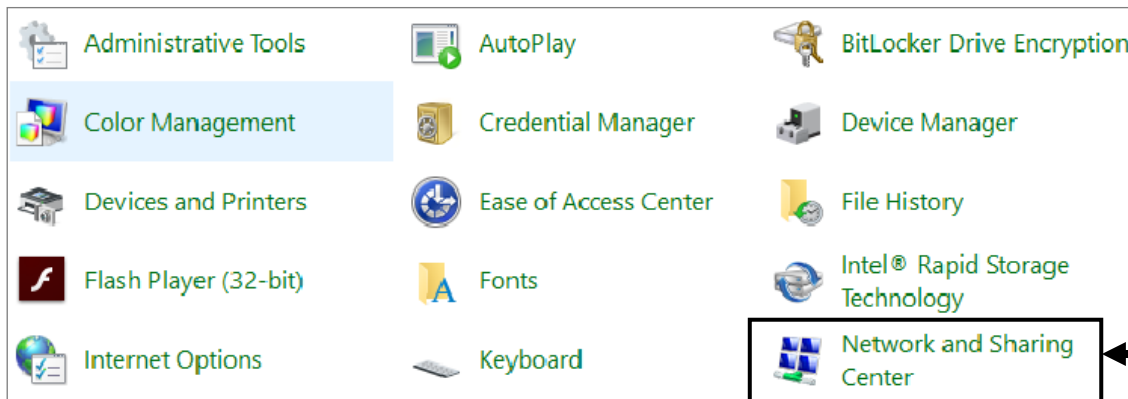 Administrative Tools
AutoPlay
BitLocker Drive Encryption
Color Management
Credential Manager
Device Manager
Devices and Printers
Ease of Access Center
File History
Flash Player (32-bit)
Fonts
Intel® Rapid Storage
Technology
Internet Options
Keyboard
Network and Sharing
Center